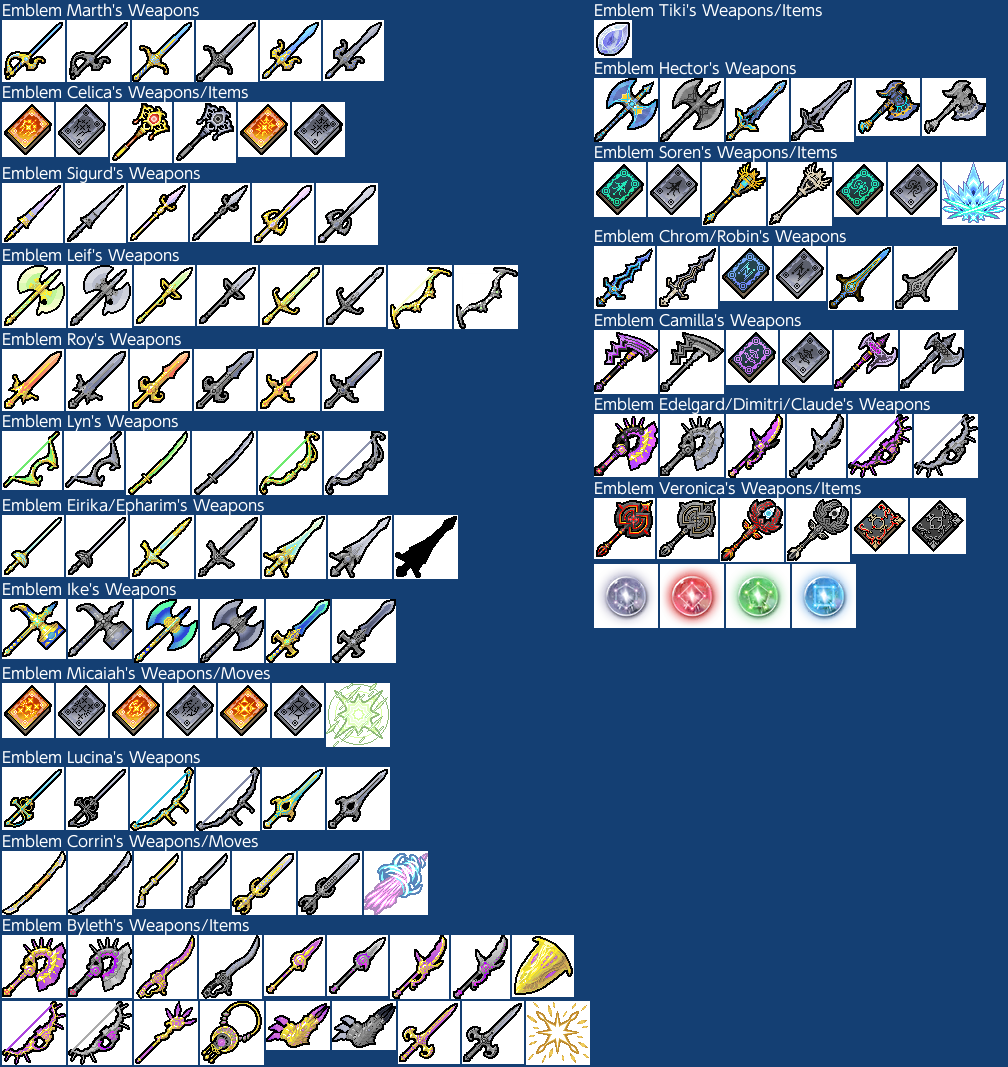 Emblem Marth's Weapons
Emblem Celica's Weapons/Items
Emblem Sigurd's Weapons
Emblem Leif's Weapons
Emblem Roy's Weapons
Emblem Lyn's Weapons
Emblem Eirika/Epharim's Weapons
Emblem Ike's Weapons
Emblem Micaiah's Weapons/Moves
Emblem Lucina's Weapons
Emblem Corrin's Weapons/Moves
Emblem Byleth's Weapons/Items
Emblem Tiki's Weapons/Items
Emblem Hector's Weapons
Emblem Soren's Weapons/Items
Emblem Chrom/Robin's Weapons
Emblem Camilla's Weapons
Emblem Edelgard/Dimitri/Claude's Weapons
Emblem Veronica's Weapons/Items